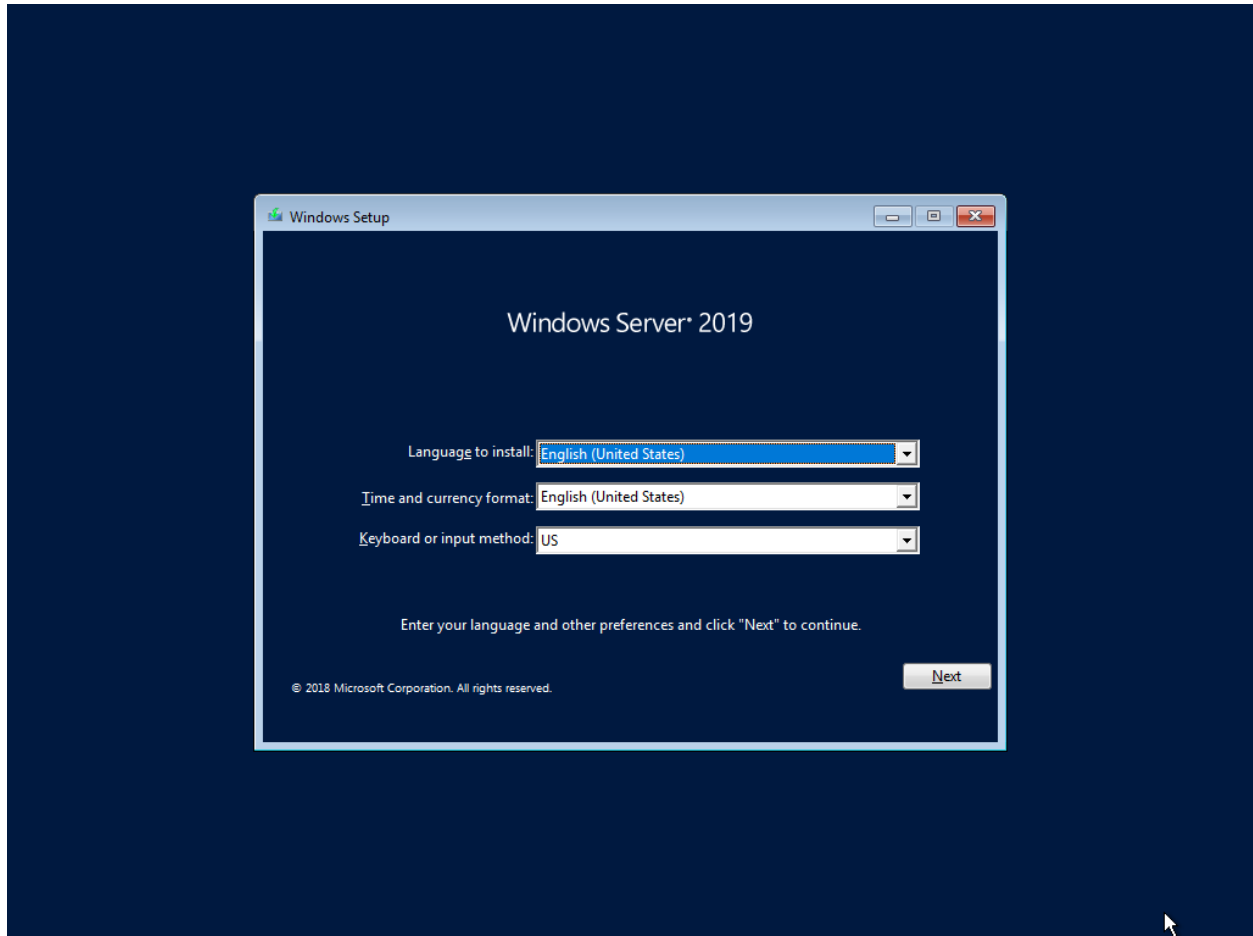 Windows Setup
Windows Server® 2019
Language to install: English (United States)
Time and currency format: English (United States)
Keyboard or input method: US
Enter your language and other preferences and click "Next" to continue.
Next
© 2018 Microsoft Corporation. All rights reserved.